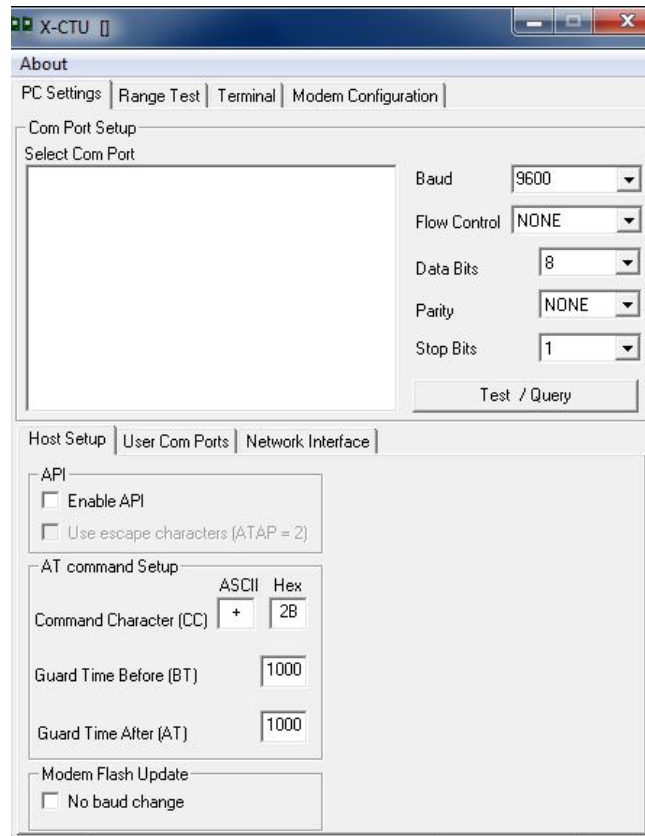 X-CTU []
About
PC Settings Range Test Terminal Modem Configuration
Com Port Setup
Select Com Port
Baud 9600
Flow Control NONE
Data Bits 8
Parity NONE
Stop Bits 1
Test / Query
Host Setup User Com Ports Network Interface
API
Enable API
Use escape characters (ATAP = 2)
AT command Setup
ASCII Hex
Command Character (CC) + 2B
Guard Time Before (BT) 1000
Guard Time After (AT) 1000
Modem Flash Update
No baud change